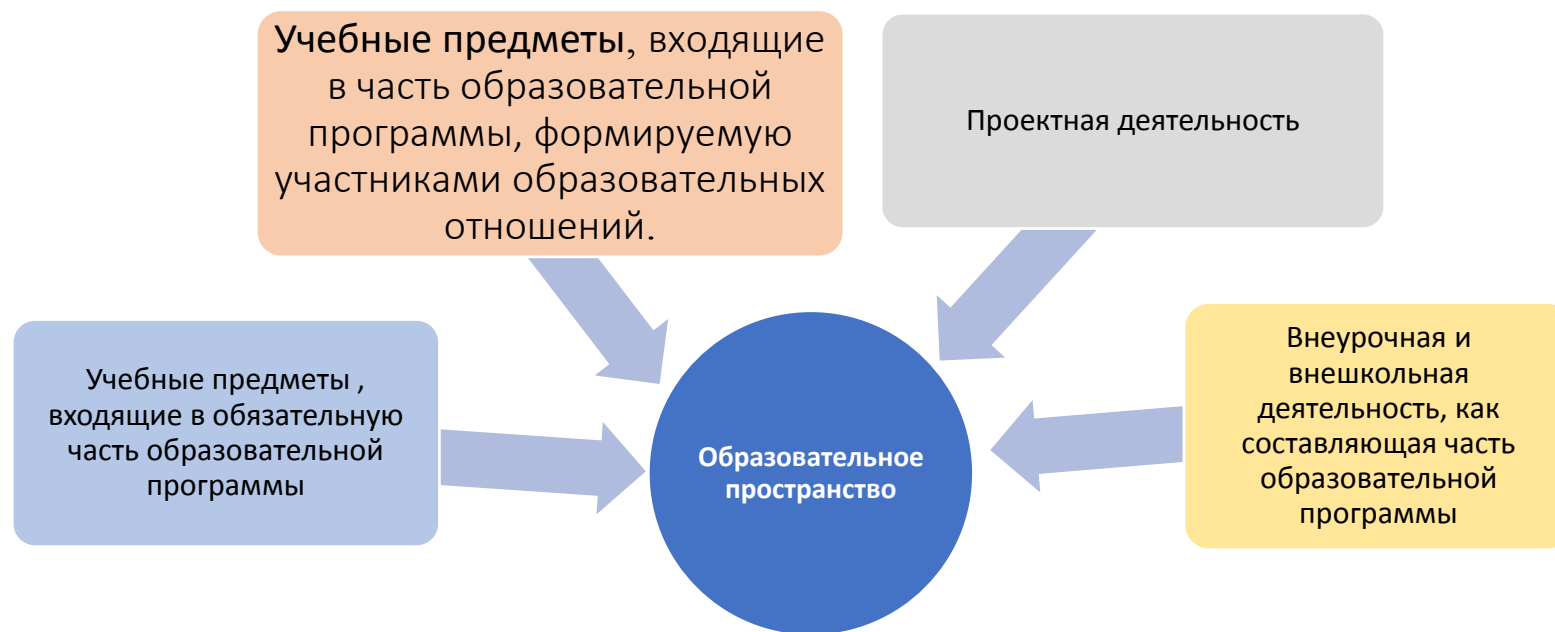 Учебные предметы, входящие
в часть образовательной
программы, формируемую
участниками образовательных
отношений.
Проектная деятельность
Учебные предметы ,
входящие в обязательную
часть образовательной
программы
Образовательное
пространство
Внеурочная и
внешкольная
деятельность, как
составляющая часть
образовательной
программы